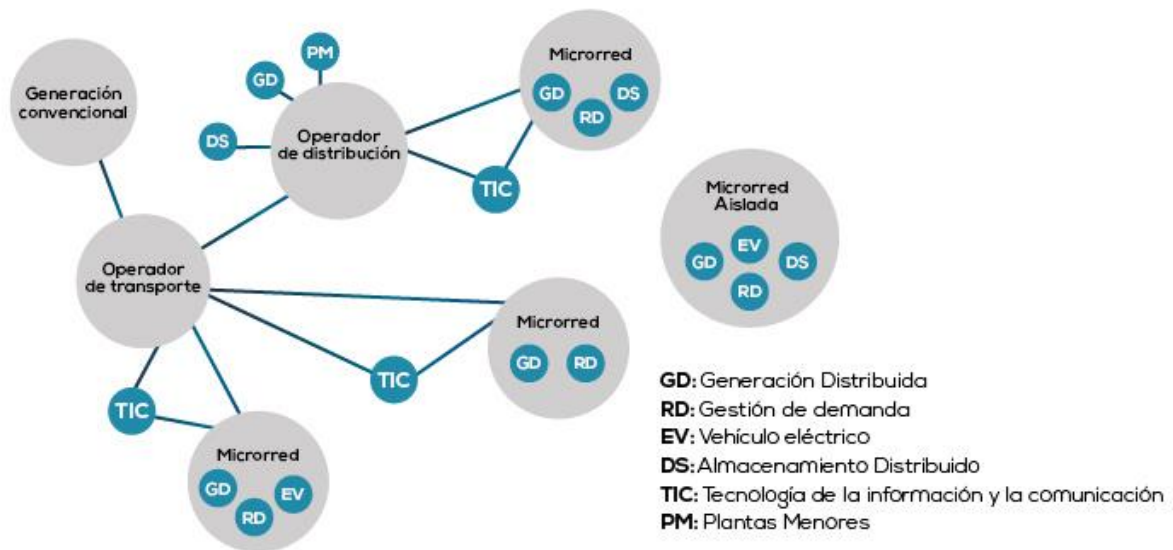 Generación
convencional
PM
GD
DS
Operador
de distribución
Microrred
GD
DS
RD
TIC
Microrred
Aislada
EV
GD
DS
RD
Operador
de transporte
Microrred
GD
RD
TIC
TIC
Microrred
GD
EV
RD
GD: Generación Distribuida
RD: Gestión de demanda
EV: Vehículo eléctrico
DS: Almacenamiento Distribuido
TIC: Tecnología de la información y la comunicación
PM: Plantas Menores